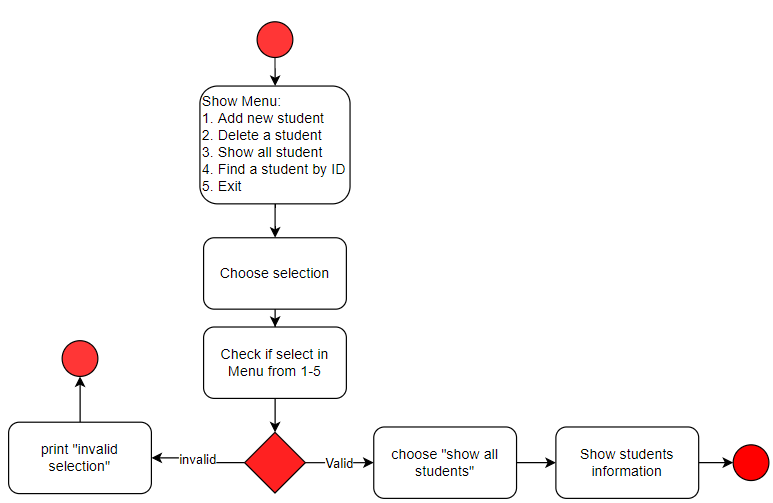 Show Menu:
1. Add new student
2. Delete a student
3. Show all student
4. Find a student by ID
5. Exit
Choose selection
Check if select in
Menu from 1-5
print "invalid
selection"
invalid
Valid
choose "show all
students"
Show students
information